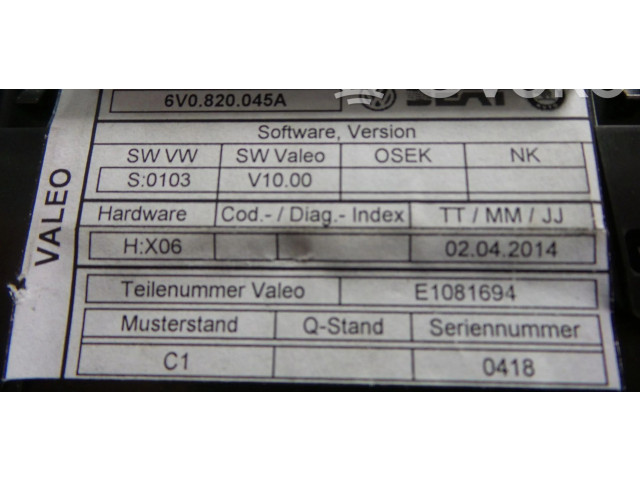 6V0.820.045A SEAT
Software, Version
SW VW SW Valeo OSEK NK
S:0103 V10.00
Hardware Cod.- / Diag.- Index TT / MM / JJ
H:X06 02.04.2014
Teilenummer Valeo E1081694
Musterstand Q-Stand Seriennummer
C1 0418
VALEO